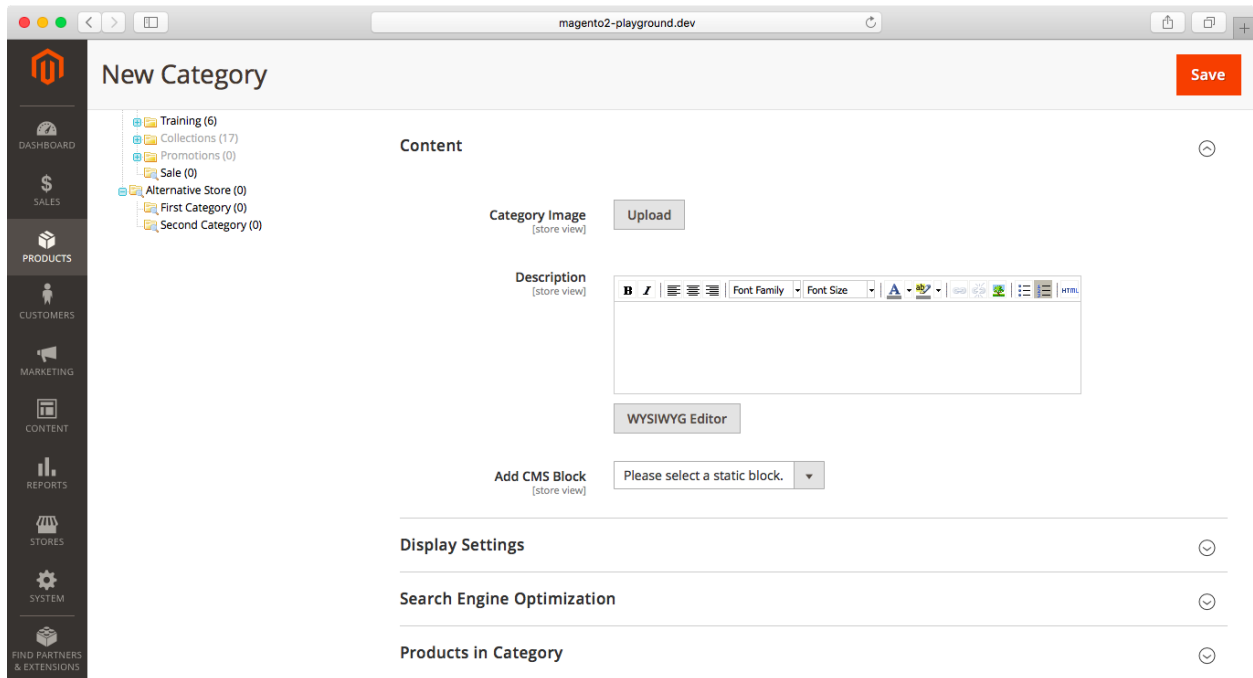 magento2-playground.dev
New Category
Save
DASHBOARD
$
SALES
PRODUCTS
CUSTOMERS
MARKETING
CONTENT
REPORTS
STORES
SYSTEM
FIND PARTNERS
& EXTENSIONS
Training (6)
Collections (17)
Promotions (0)
Sale (0)
Alternative Store (0)
First Category (0)
Second Category (0)
Content
Category Image
[store view]
Upload
Description
[store view]
B I Font Family Font Size A ab HTML
WYSIWYG Editor
Add CMS Block
[store view]
Please select a static block.
Display Settings
Search Engine Optimization
Products in Category